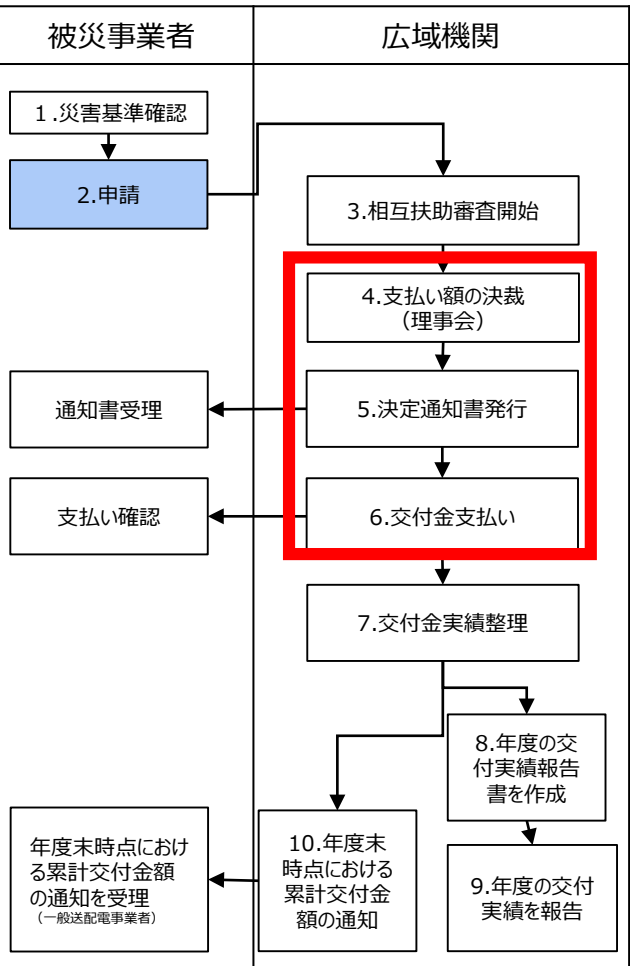 被災事業者
広域機関
１.災害基準確認
2.申請
3.相互扶助審査開始
4.支払い額の決裁
（理事会）
通知書受理
5.決定通知書発行
支払い確認
6.交付金支払い
7.交付金実績整理
8.年度の交
付実績報告
書を作成
年度末時点におけ
る累計交付金額
の通知を受理
（一般送配電事業者）
10.年度末
時点における
累計交付金
額の通知
9.年度の交付
実績を報告